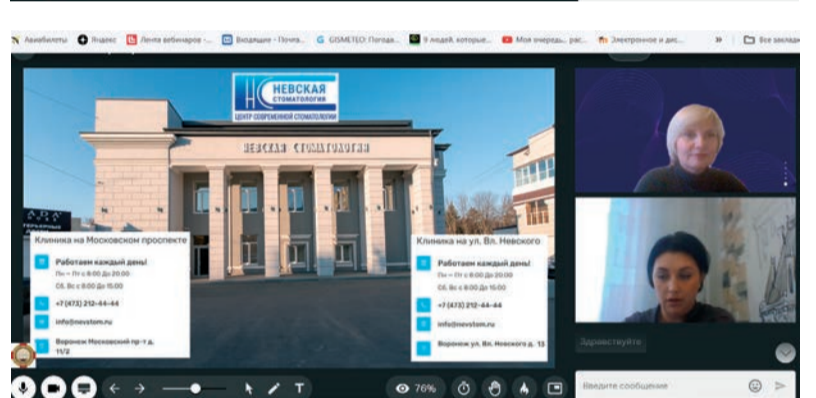 Авиабилеты Яндекс Лента вебинаров -... Входящие - Почта... GISMETEO: Погода... 9 людей, которые... Моя очередь, рас... Электронное и дис... » Все закладки
НЕВСКАЯ
СТОМАТОЛОГИЯ
ЦЕНТР СОВРЕМЕННОЙ СТОМАТОЛОГИИ
НЕВСКАЯ СТОМАТОЛОГИЯ
Клиника на Московском проспекте
Работаем каждый день!
Пн – Пт с 8:00 До 20:00
Сб, Вс с 8:00 До 15:00
+7 (473) 212-44-44
info@nevstom.ru
Воронеж Московский пр-т д.
11/2
Клиника на ул. Вл. Невского
Работаем каждый день!
Пн – Пт с 8:00 До 20:00
Сб, Вс с 8:00 До 15:00
+7 (473) 212-44-44
info@nevstom.ru
Воронеж ул. Вл. Невского д. 13
Здравствуйте
76%
Введите сообщение